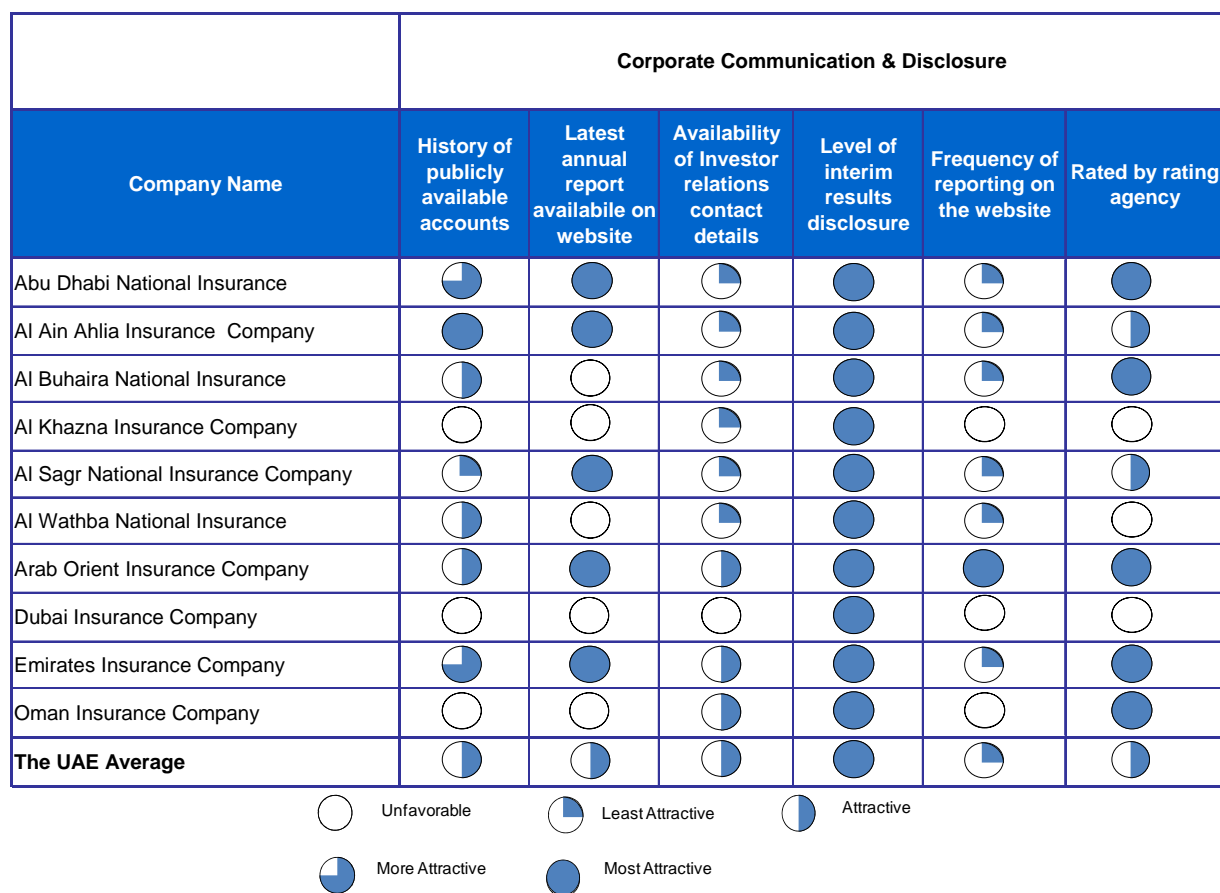 Corporate Communication & Disclosure
Company Name
History of
publicly
available
accounts
Latest
annual
report
availabile on
website
Availability
of Investor
relations
contact
details
Level of
interim
results
disclosure
Frequency of
reporting on
the website
Rated by rating
agency
Abu Dhabi National Insurance
Al Ain Ahlia Insurance  Company
Al Buhaira National Insurance
Al Khazna Insurance Company
Al Sagr National Insurance Company
Al Wathba National Insurance
Arab Orient Insurance Company
Dubai Insurance Company
Emirates Insurance Company
Oman Insurance Company
The UAE Average
Unfavorable
Least Attractive
Attractive
More Attractive
Most Attractive